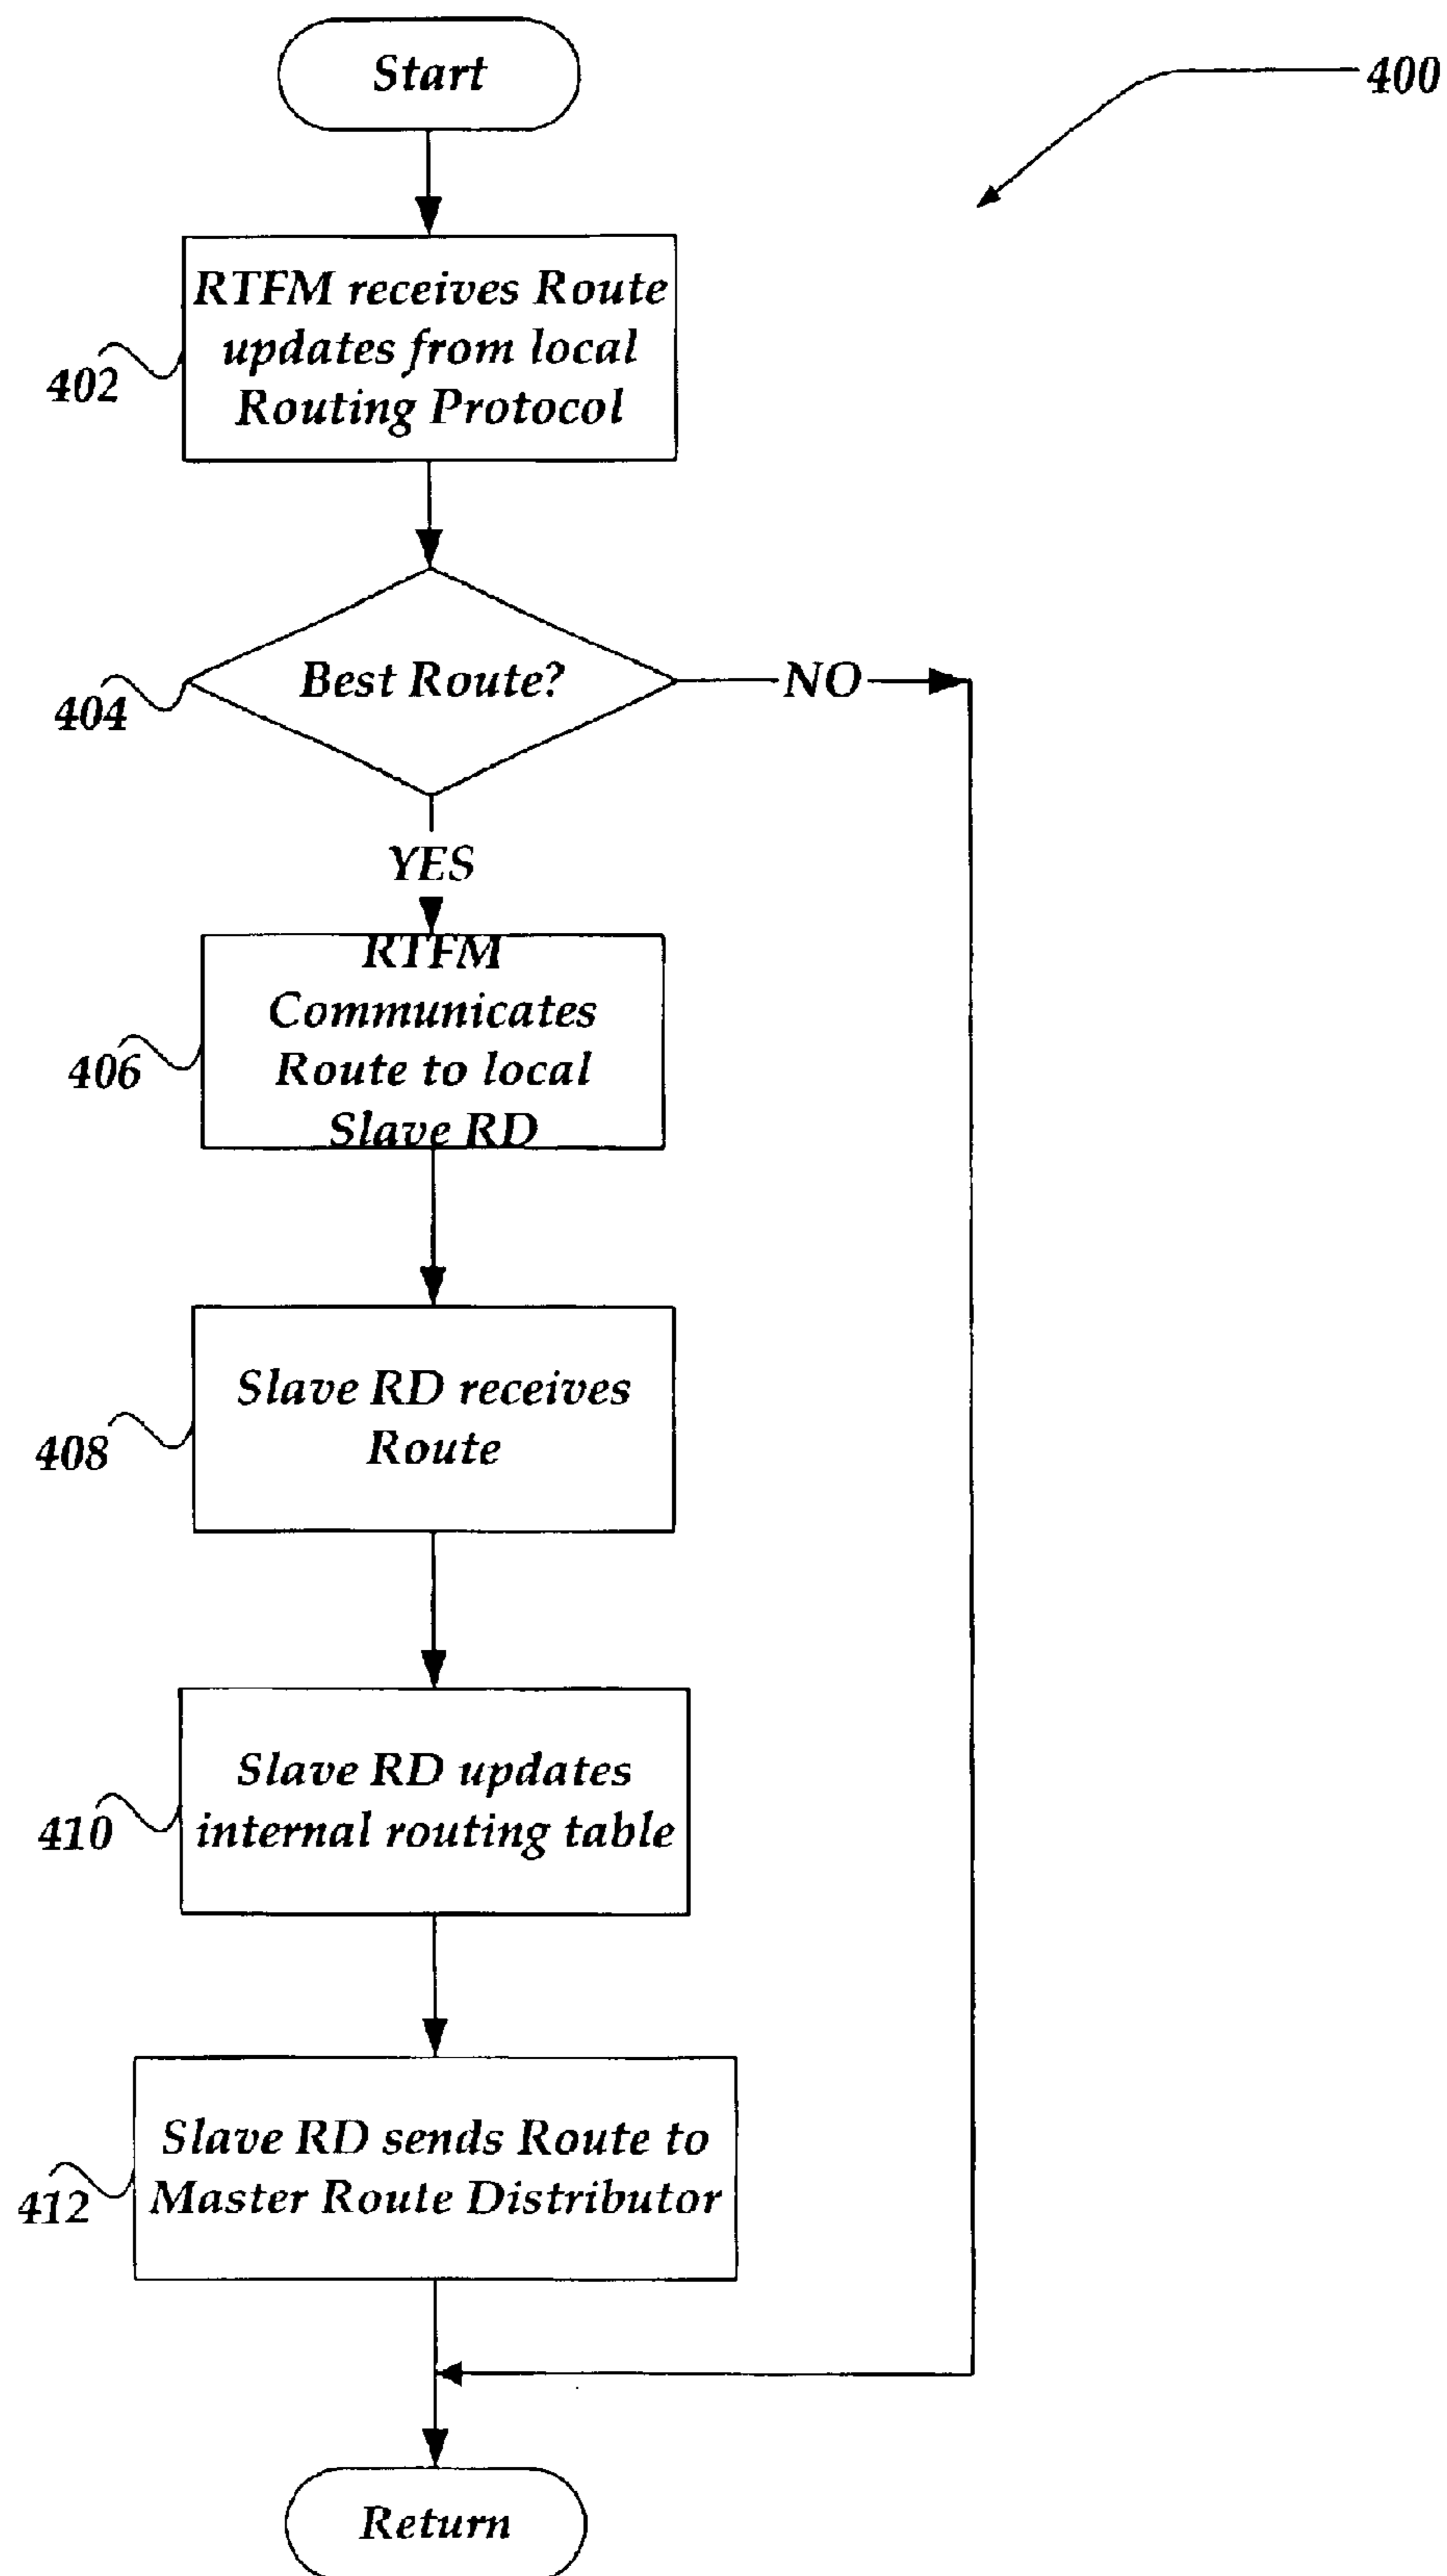 Start
400
RTFM receives Route
updates from local
Routing Protocol
402
Best Route?
NO
404
YES
RTFM
Communicates
Route to local
Slave RD
406
Slave RD receives
Route
408
Slave RD updates
internal routing table
410
Slave RD sends Route to
Master Route Distributor
412
Return